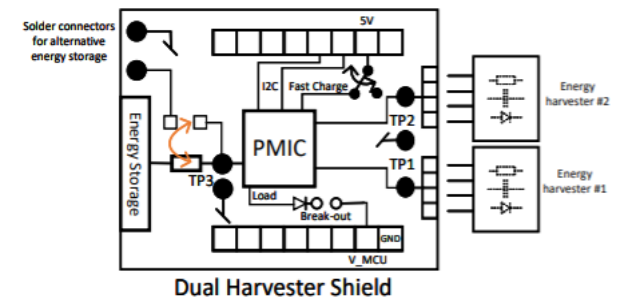 Solder connectors
for alternative
energy storage
5V
I2C
Fast Charge
TP2
Energy
harvester #2
Energy Storage
PMIC
TP1
TP3
Energy
harvester #1
Load
Break-out
GND
V_MCU
Dual Harvester Shield